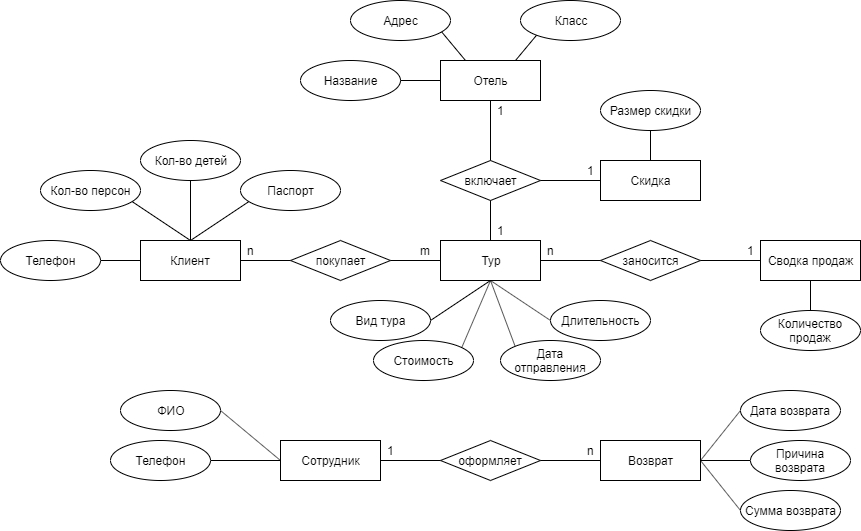 Адрес
Класс
Название
Отель
1
Размер скидки
Кол-во детей
Кол-во персон
Паспорт
включает
1
Скидка
1
Телефон
Клиент
n
покупает
m
Тур
n
заносится
1
Сводка продаж
Вид тура
Длительность
Количество
продаж
Стоимость
Дата
отправления
ФИО
Дата возврата
Телефон
Сотрудник
1
оформляет
n
Возврат
Причина
возврата
Сумма возврата